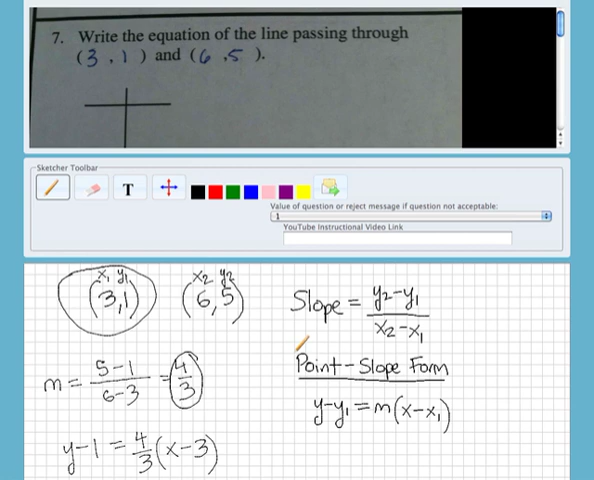 7. Write the equation of the line passing through
(3,1) and (6,5).
Sketcher Toolbar
T
Value of question or reject message if question not acceptable:
1
YouTube Instructional Video Link
x₁ y₁ x₂ y₂
(3,1) (6,5)
Slope = y₂-y₁ / x₂-x₁
m = 5-1 / 6-3 = 4/3
Point-Slope Form
y-y₁ = m(x-x₁)
y-1 = 4/3(x-3)